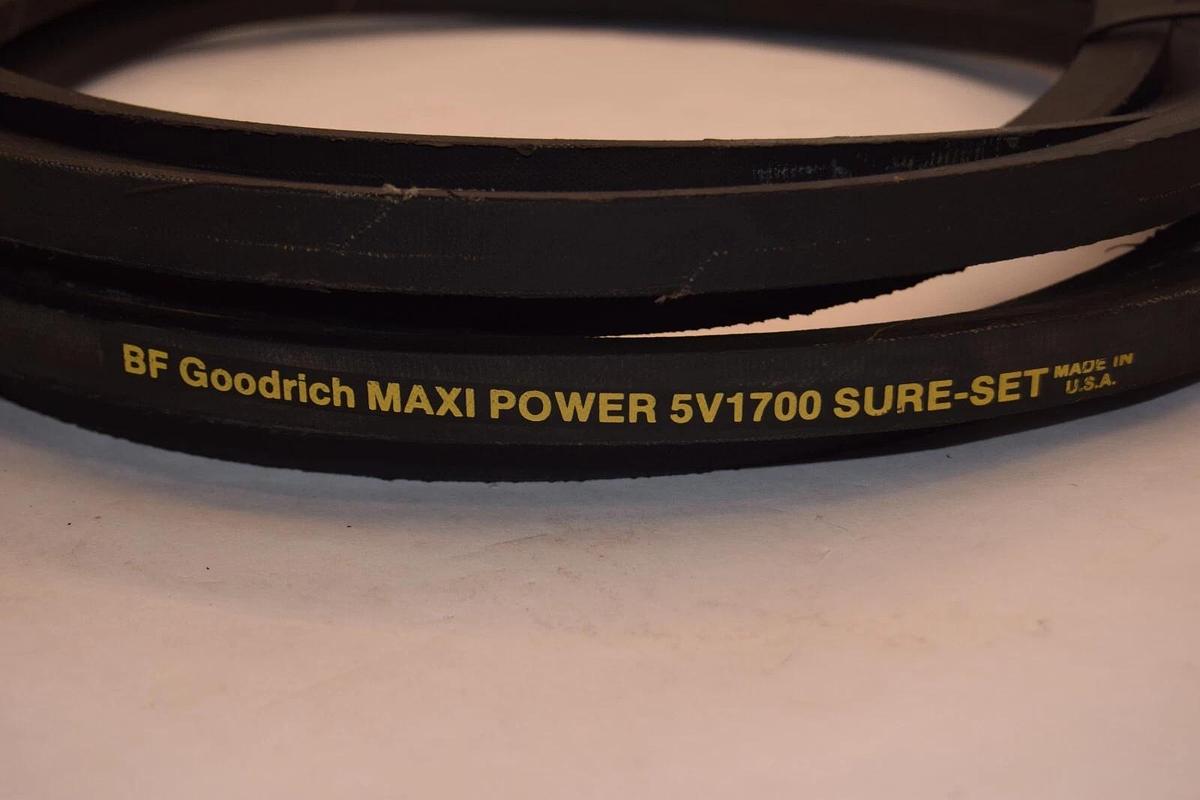 BF Goodrich MAXI POWER 5V1700 SURE-SET MADE IN
U.S.A.